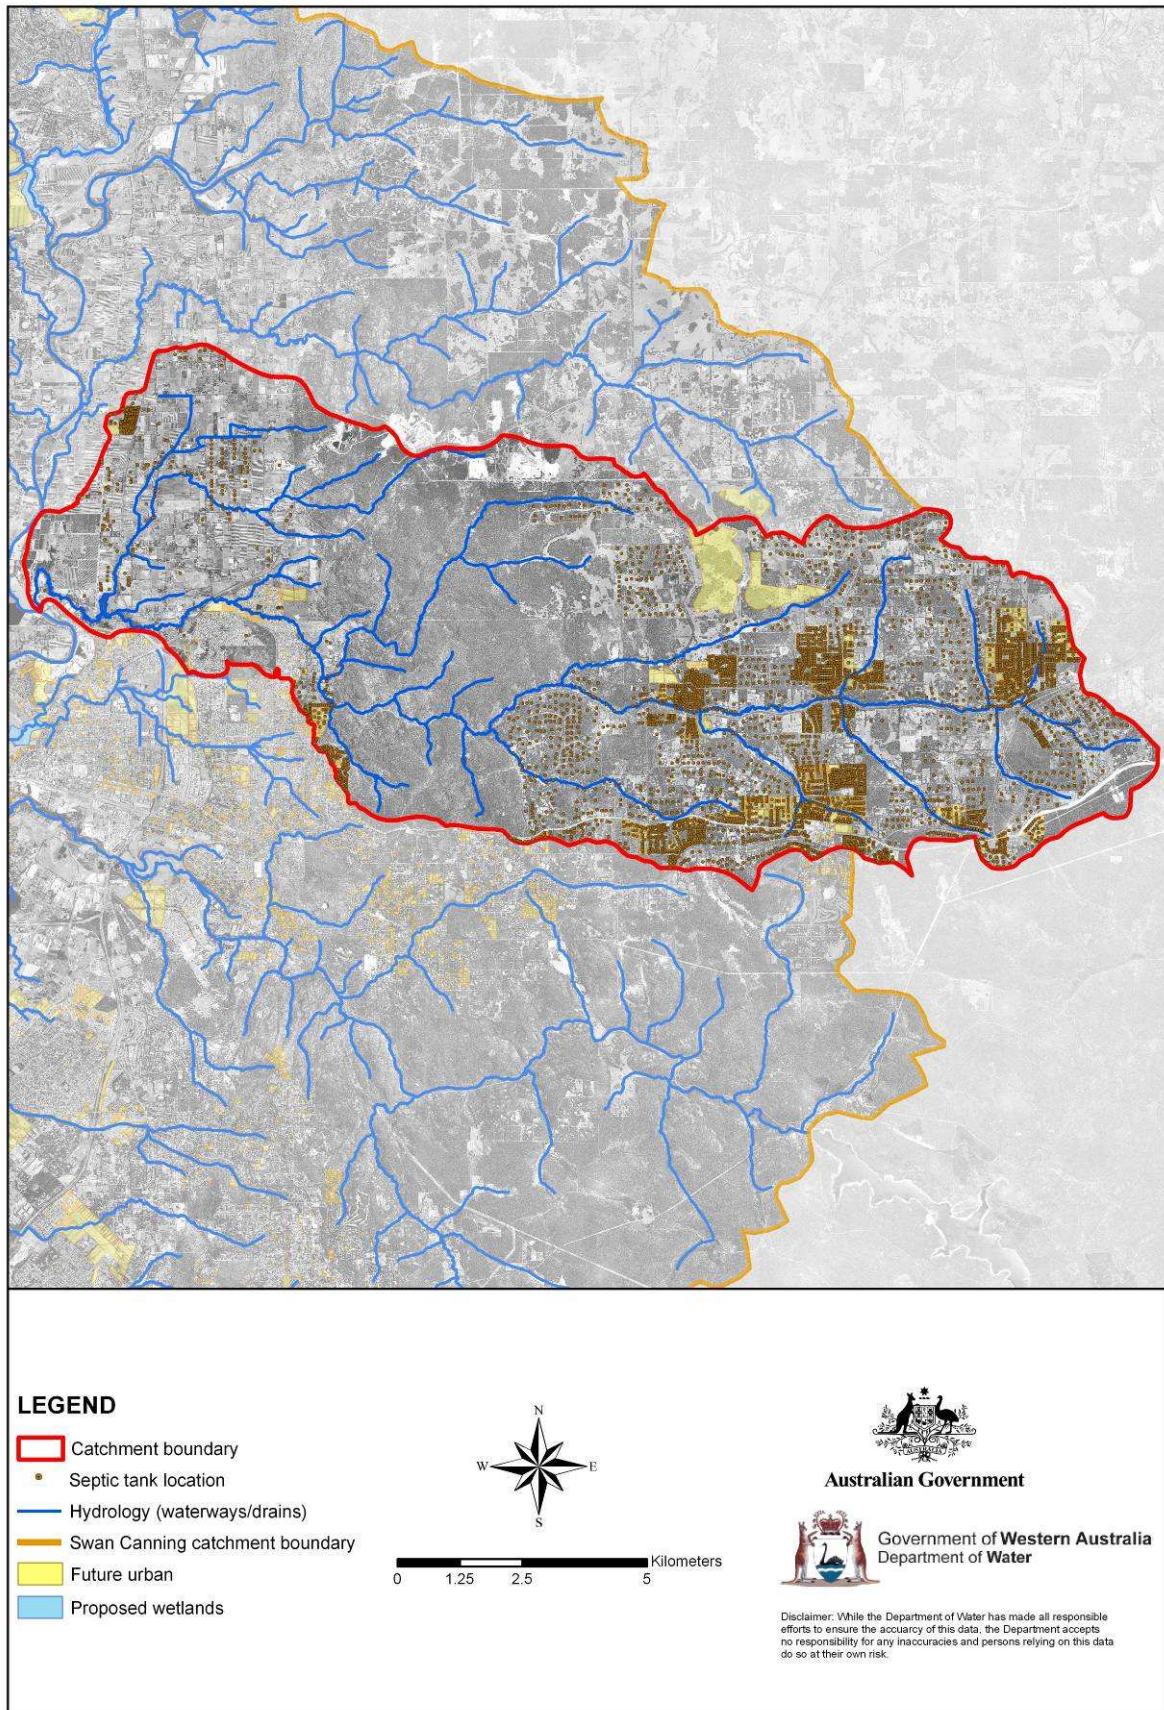 LEGEND
Catchment boundary
Septic tank location
Hydrology (waterways/drains)
Swan Canning catchment boundary
Future urban
Proposed wetlands
N
W E
S
Kilometers
0 1.25 2.5 5
AUSTRALIA
Australian Government
Government of Western Australia
Department of Water
Disclaimer: While the Department of Water has made all responsible
efforts to ensure the accuarcy of this data, the Department accepts
no responsibility for any inaccuracies and persons relying on this data
do so at their own risk.